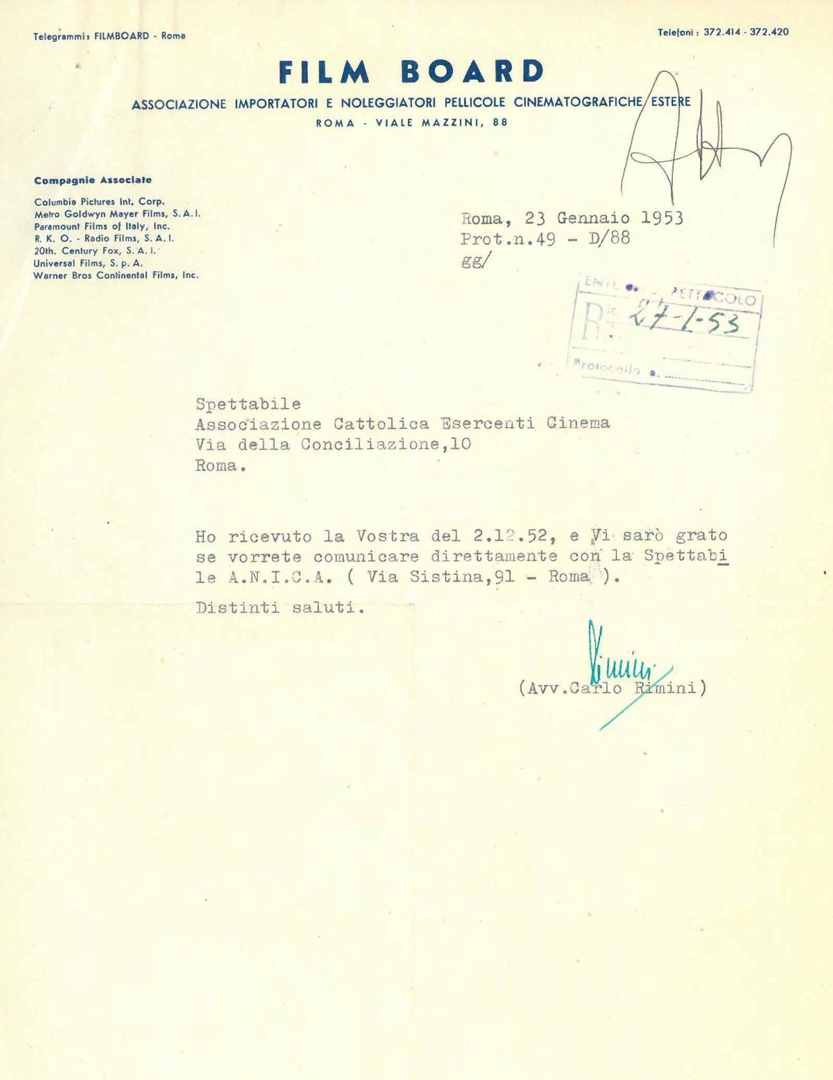 Telegrammi: FILMBOARD - Roma
Telefoni: 372.414 - 372.420
FILM BOARD
ASSOCIAZIONE IMPORTATORI E NOLEGGIATORI PELLICOLE CINEMATOGRAFICHE ESTERE
ROMA - VIALE MAZZINI, 88
Compagnie Associate
Columbia Pictures Int. Corp.
Metro Goldwyn Mayer Films, S.A.I.
Paramount Films of Italy, Inc.
R. K. O. - Radio Films, S. A. I.
20th. Century Fox, S. A. I.
Universal Films, S. p. A.
Warner Bros Continental Films, Inc.
Roma, 23 Gennaio 1953
Prot.n.49 - D/88
gg/
27-1-53
Protocollo
Spettabile
Associazione Cattolica Esercenti Cinema
Via della Conciliazione,10
Roma.
Ho ricevuto la Vostra del 2.12.52, e Vi sarò grato
se vorrete comunicare direttamente con la Spettabi
le A.N.I.C.A. ( Via Sistina,91 - Roma ).
Distinti saluti.
Rimini
(Avv.Carlo Rimini)